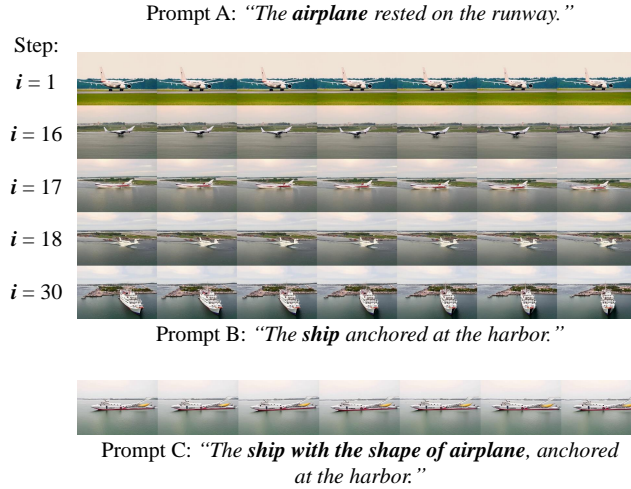 Prompt A: “The airplane rested on the runway.”
Step:
i = 1
i = 16
i = 17
i = 18
i = 30
Prompt B: “The ship anchored at the harbor.”
Prompt C: “The ship with the shape of airplane, anchored
at the harbor.”